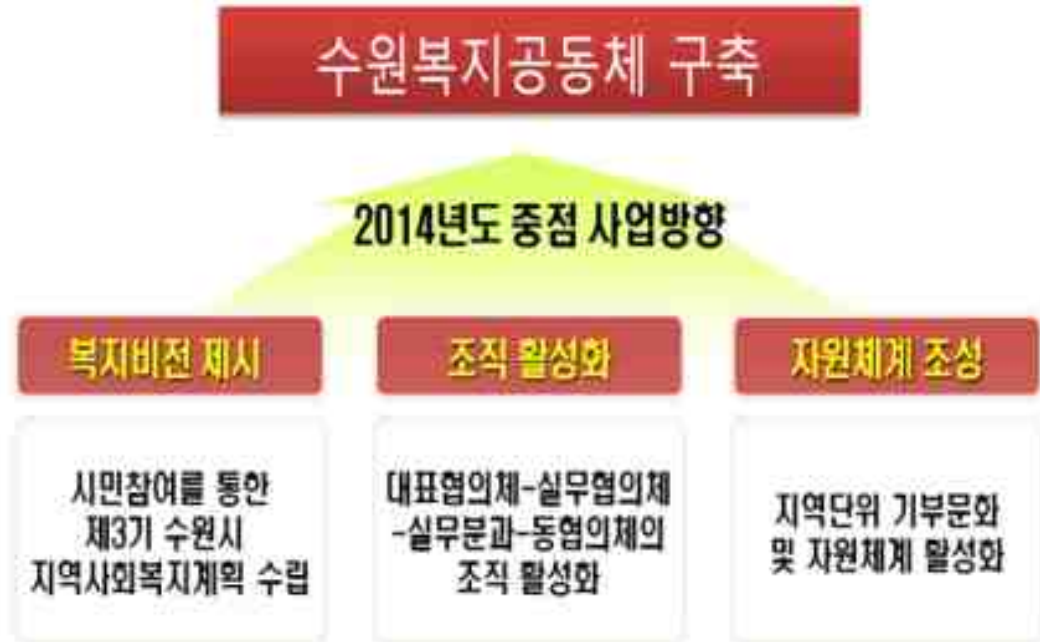 수원복지공동체 구축
2014년도 중점 사업방향
복지비전 제시
시민참여를 통한
제3기 수원시
지역사회복지계획 수립
조직 활성화
대표협의체-실무협의체
-실무분과-동협의체의
조직 활성화
자원체계 조성
지역단위 기부문화
및 자원체계 활성화